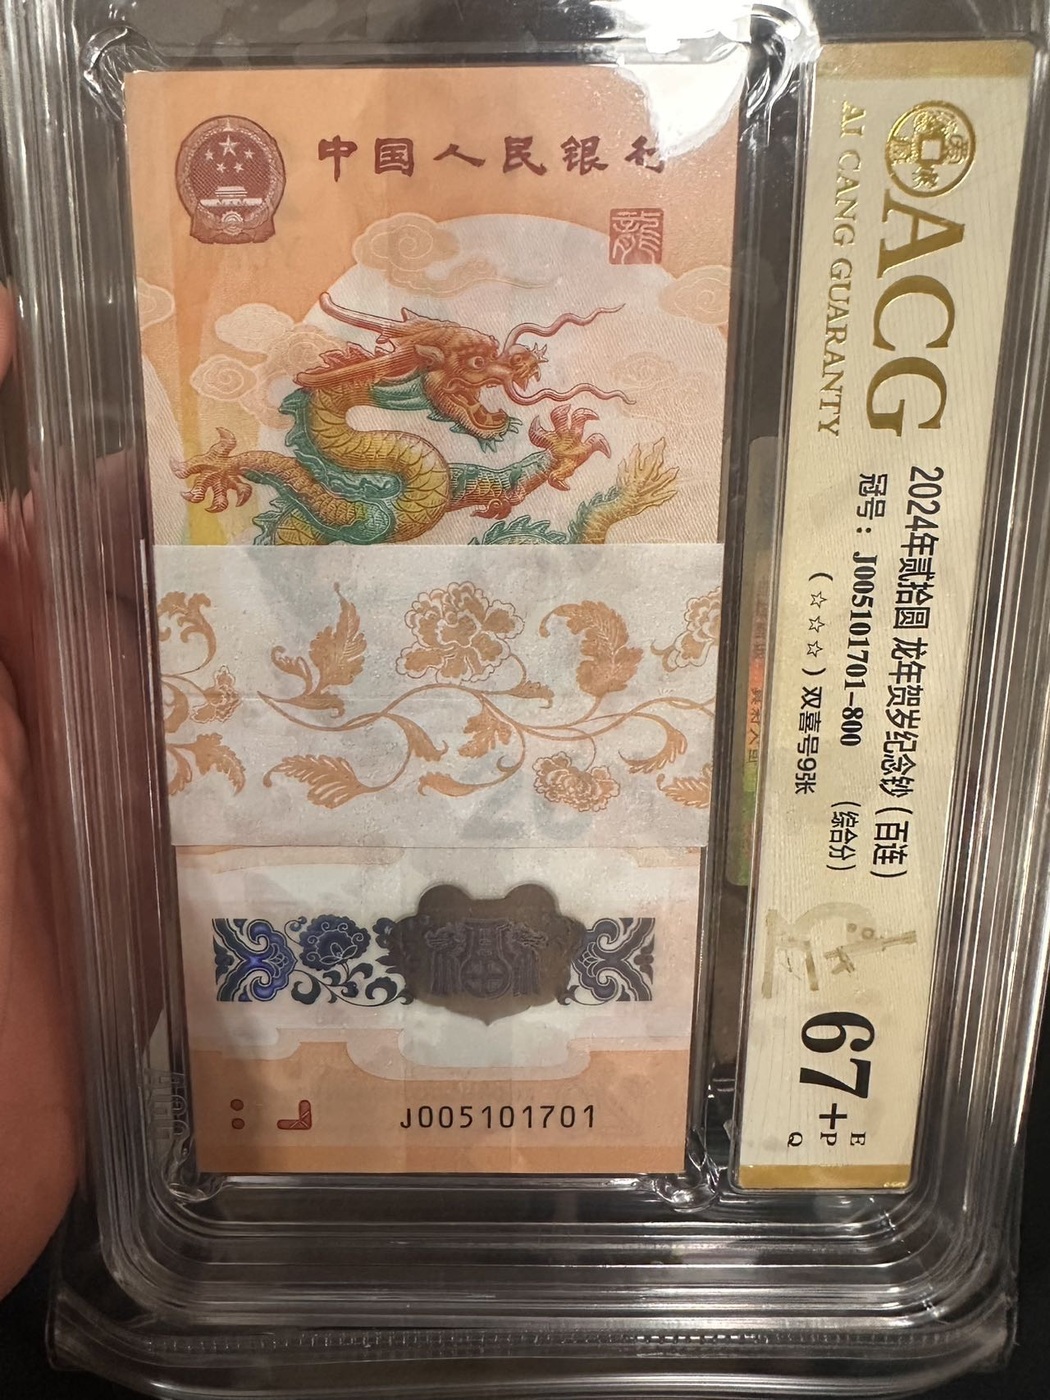 中国人民银行
龍
J005101701
ACG
AI CANG GUARANTY
2024年贰拾圆 龙年贺岁纪念钞（百连）
冠号： J005101701-800 （综合分）
（☆☆☆）双喜号9张
67+
E
P
Q